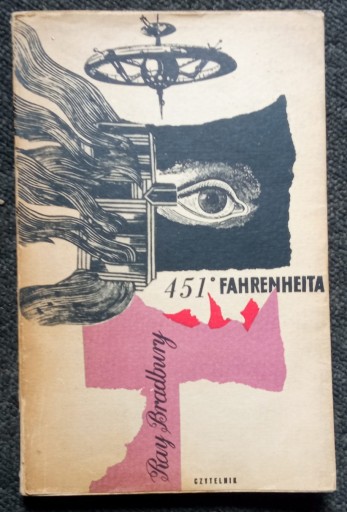 451° FAHRENHEITA
Ray Bradbury
CZYTELNIK